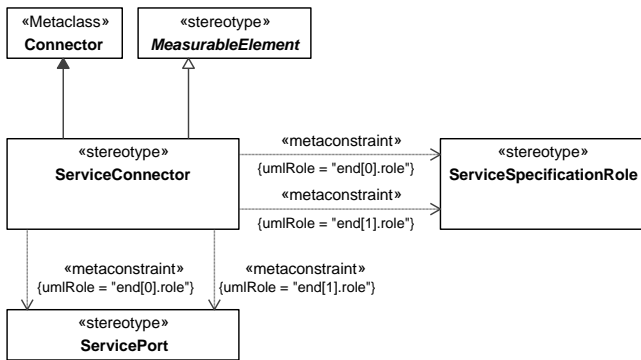 «Metaclass»
Connector
«stereotype»
MeasurableElement
«stereotype»
ServiceConnector
«metaconstraint»
{umlRole = "end[0].role"}
«metaconstraint»
{umlRole = "end[1].role"}
«stereotype»
ServiceSpecificationRole
«metaconstraint»
{umlRole = "end[0].role"}
«metaconstraint»
{umlRole = "end[1].role"}
«stereotype»
ServicePort